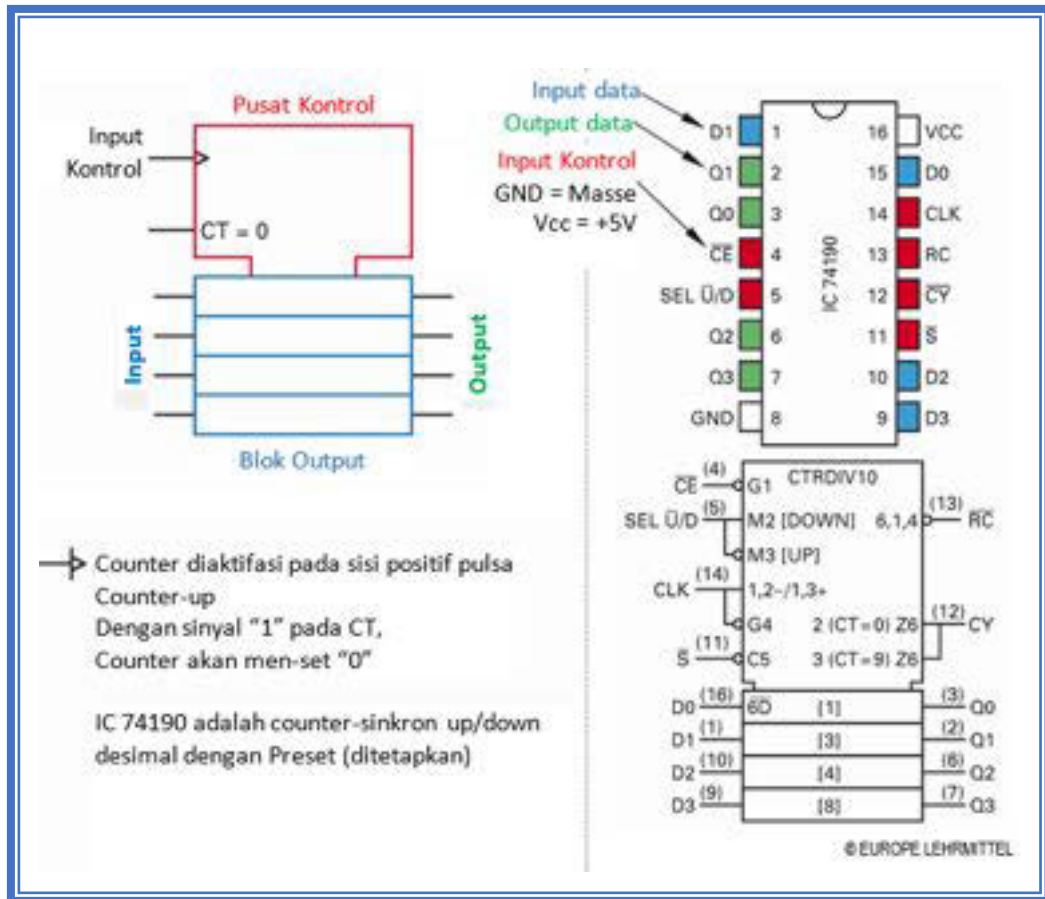 Pusat Kontrol
Input
Kontrol
CT = 0
Input
Output
Blok Output
Counter diaktifasi pada sisi positif pulsa
Counter-up
Dengan sinyal “1” pada CT,
Counter akan men-set “0”
IC 74190 adalah counter-sinkron up/down
desimal dengan Preset (ditetapkan)
Input data
Output data
Input Kontrol
GND = Masse
Vcc = +5V
D1 1 16 VCC
Q1 2 15 D0
Q0 3 14 CLK
C̅E̅ 4 13 RC
SEL Ü/D 5 12 C̅Y̅
Q2 6 11 S̅
Q3 7 10 D2
GND 8 9 D3
IC 74190
CTRDIV10
C̅E̅ (4) G1
SEL Ü/D (5) M2 [DOWN] 6,1,4 (13) R̅C̅
M3 [UP]
CLK (14) 1,2–/1,3+
G4 2 (CT=0) Z6 (12) CY
S̅ (11) C5 3 (CT=9) Z6
D0 (16) 6D [1] (3) Q0
D1 (1) [3] (2) Q1
D2 (10) [4] (6) Q2
D3 (9) [8] (7) Q3
© EUROPE LEHRMITTEL